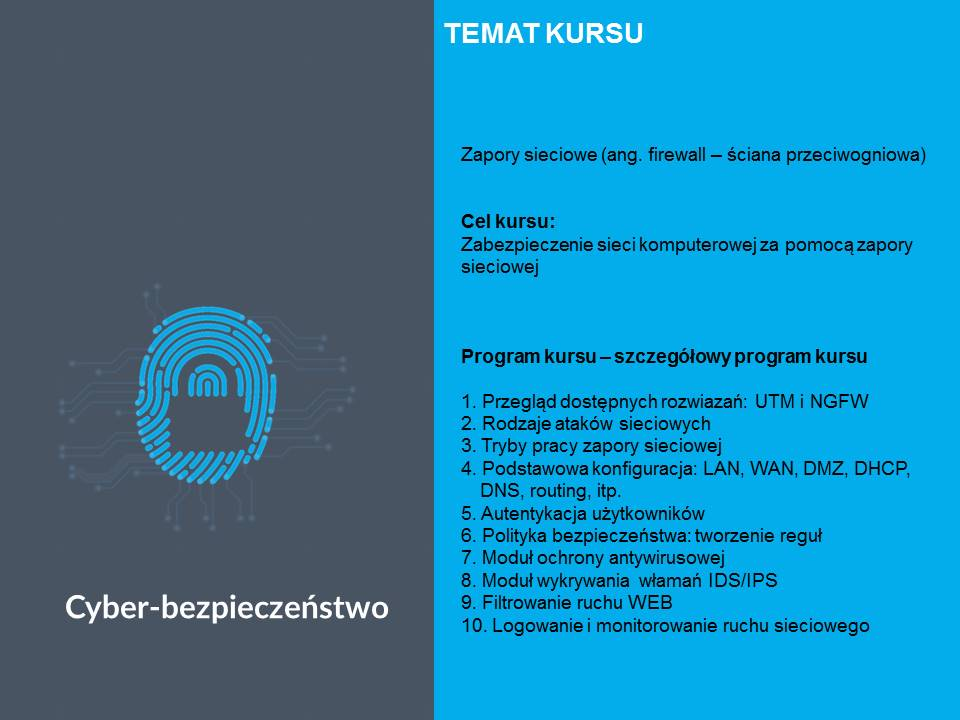 TEMAT KURSU
Zapory sieciowe (ang. firewall – ściana przeciwogniowa)
Cel kursu:
Zabezpieczenie sieci komputerowej za pomocą zapory
sieciowej
Program kursu – szczegółowy program kursu
1. Przegląd dostępnych rozwiazań: UTM i NGFW
2. Rodzaje ataków sieciowych
3. Tryby pracy zapory sieciowej
4. Podstawowa konfiguracja: LAN, WAN, DMZ, DHCP,
DNS, routing, itp.
5. Autentykacja użytkowników
6. Polityka bezpieczeństwa: tworzenie reguł
7. Moduł ochrony antywirusowej
8. Moduł wykrywania włamań IDS/IPS
9. Filtrowanie ruchu WEB
10. Logowanie i monitorowanie ruchu sieciowego
Cyber-bezpieczeństwo